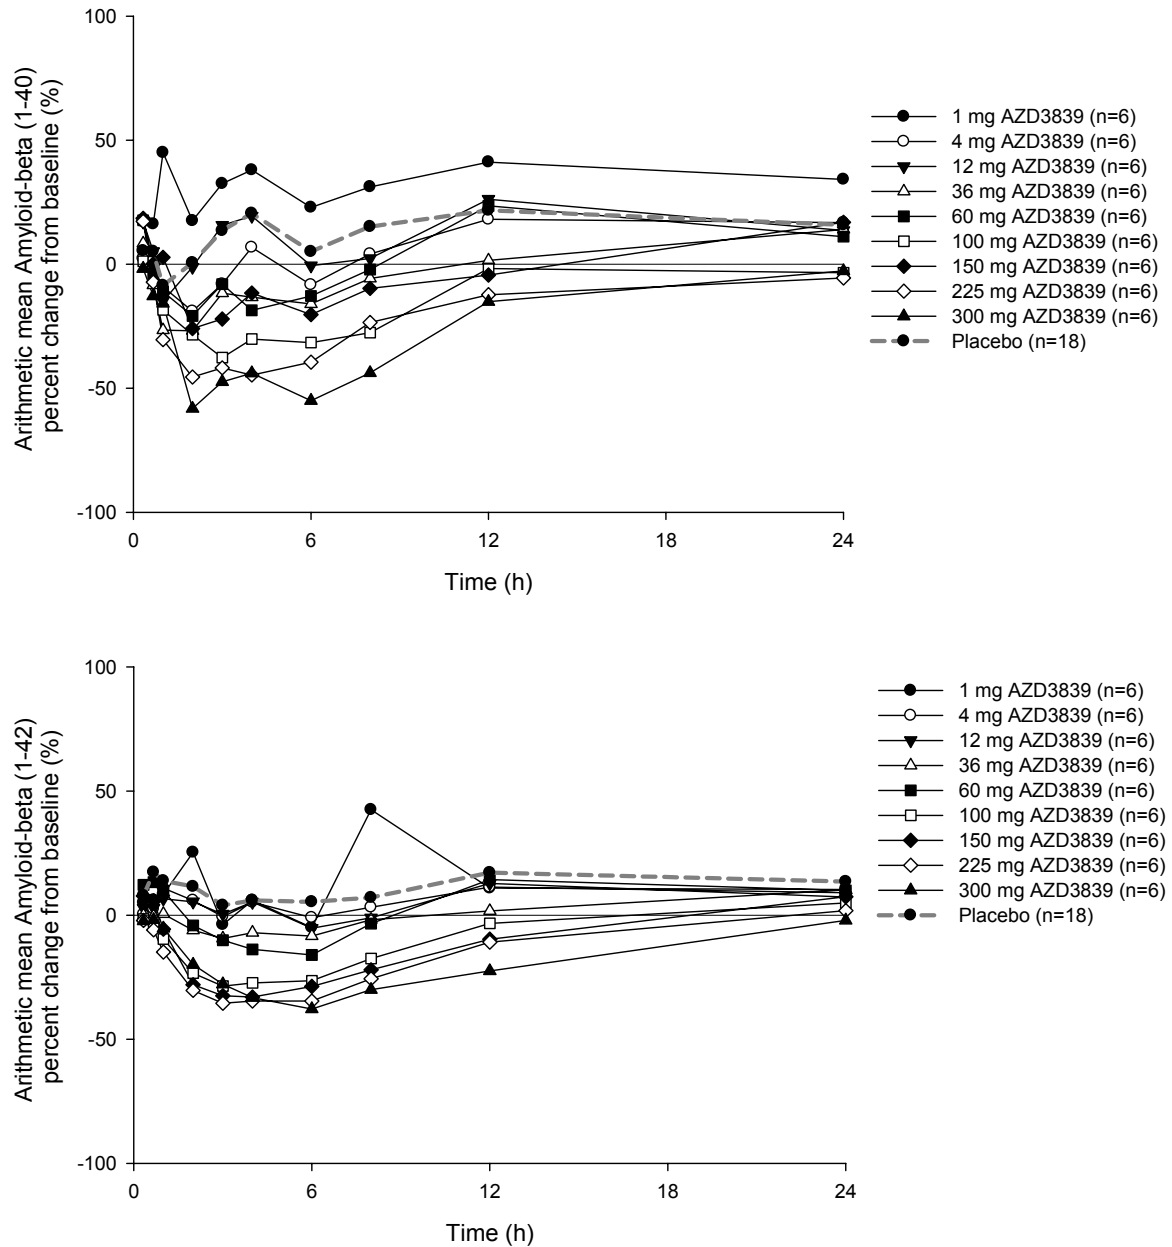 Arithmetic mean Amyloid-beta (1-40)
percent change from baseline (%)
100
50
0
-50
-100
0
6
12
18
24
Time (h)
1 mg AZD3839 (n=6)
4 mg AZD3839 (n=6)
12 mg AZD3839 (n=6)
36 mg AZD3839 (n=6)
60 mg AZD3839 (n=6)
100 mg AZD3839 (n=6)
150 mg AZD3839 (n=6)
225 mg AZD3839 (n=6)
300 mg AZD3839 (n=6)
Placebo (n=18)
Arithmetic mean Amyloid-beta (1-42)
percent change from baseline (%)
100
50
0
-50
-100
0
6
12
18
24
Time (h)
1 mg AZD3839 (n=6)
4 mg AZD3839 (n=6)
12 mg AZD3839 (n=6)
36 mg AZD3839 (n=6)
60 mg AZD3839 (n=6)
100 mg AZD3839 (n=6)
150 mg AZD3839 (n=6)
225 mg AZD3839 (n=6)
300 mg AZD3839 (n=6)
Placebo (n=18)